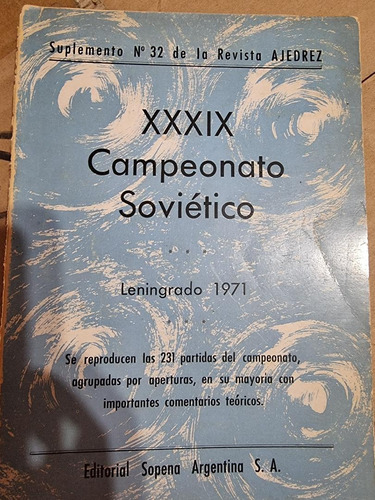 Suplemento Nº 32 de la Revista AJEDREZ
XXXIX
Campeonato
Soviético
Leningrado 1971
Se reproducen las 231 partidas del campeonato,
agrupadas por aperturas, en su mayoria con
importantes comentarios teóricos.
Editorial Sopena Argentina S. A.